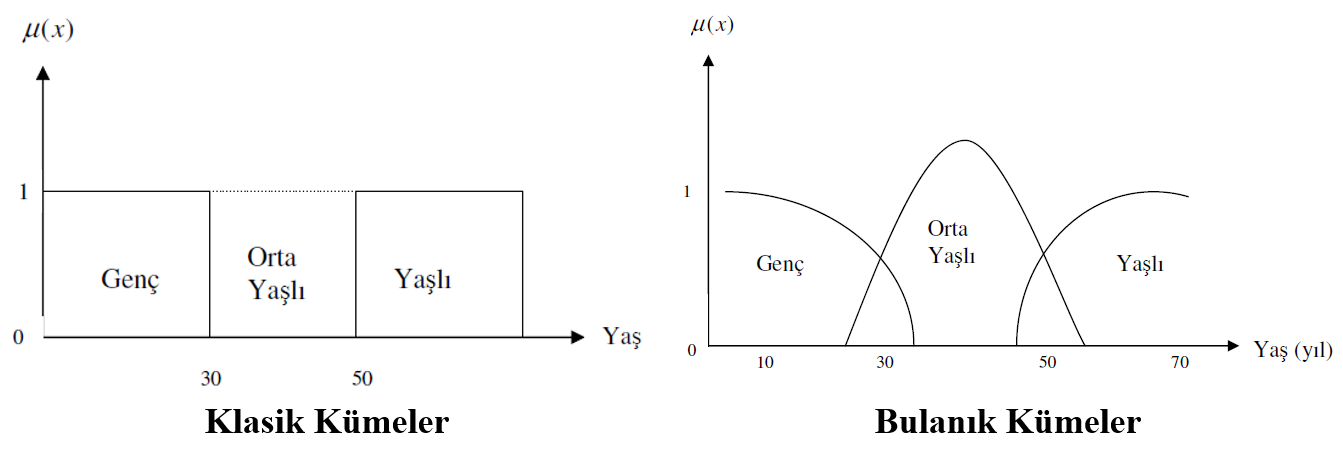 μ(x)
1
Genç
Orta
Yaşlı
Yaşlı
0
Yaş
30
50
Klasik Kümeler
μ(x)
1
Genç
Orta
Yaşlı
Yaşlı
0
10
30
50
70
Yaş (yıl)
Bulanık Kümeler